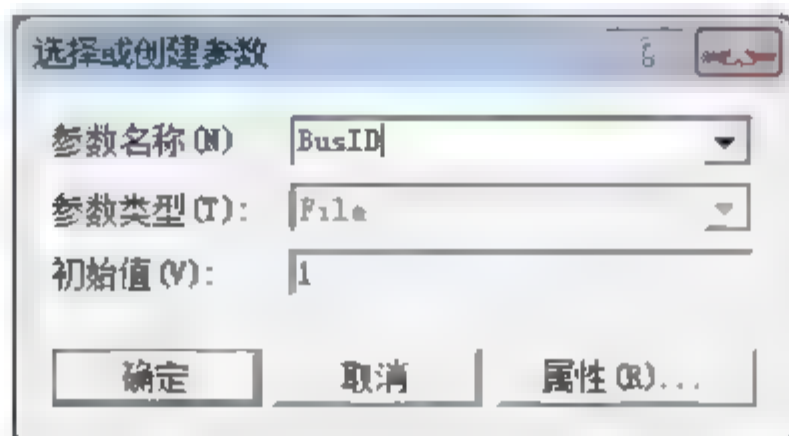 选择或创建参数
参数名称(N) BusID
参数类型(T): File
初始值(V): 1
确定 取消 属性(R)...